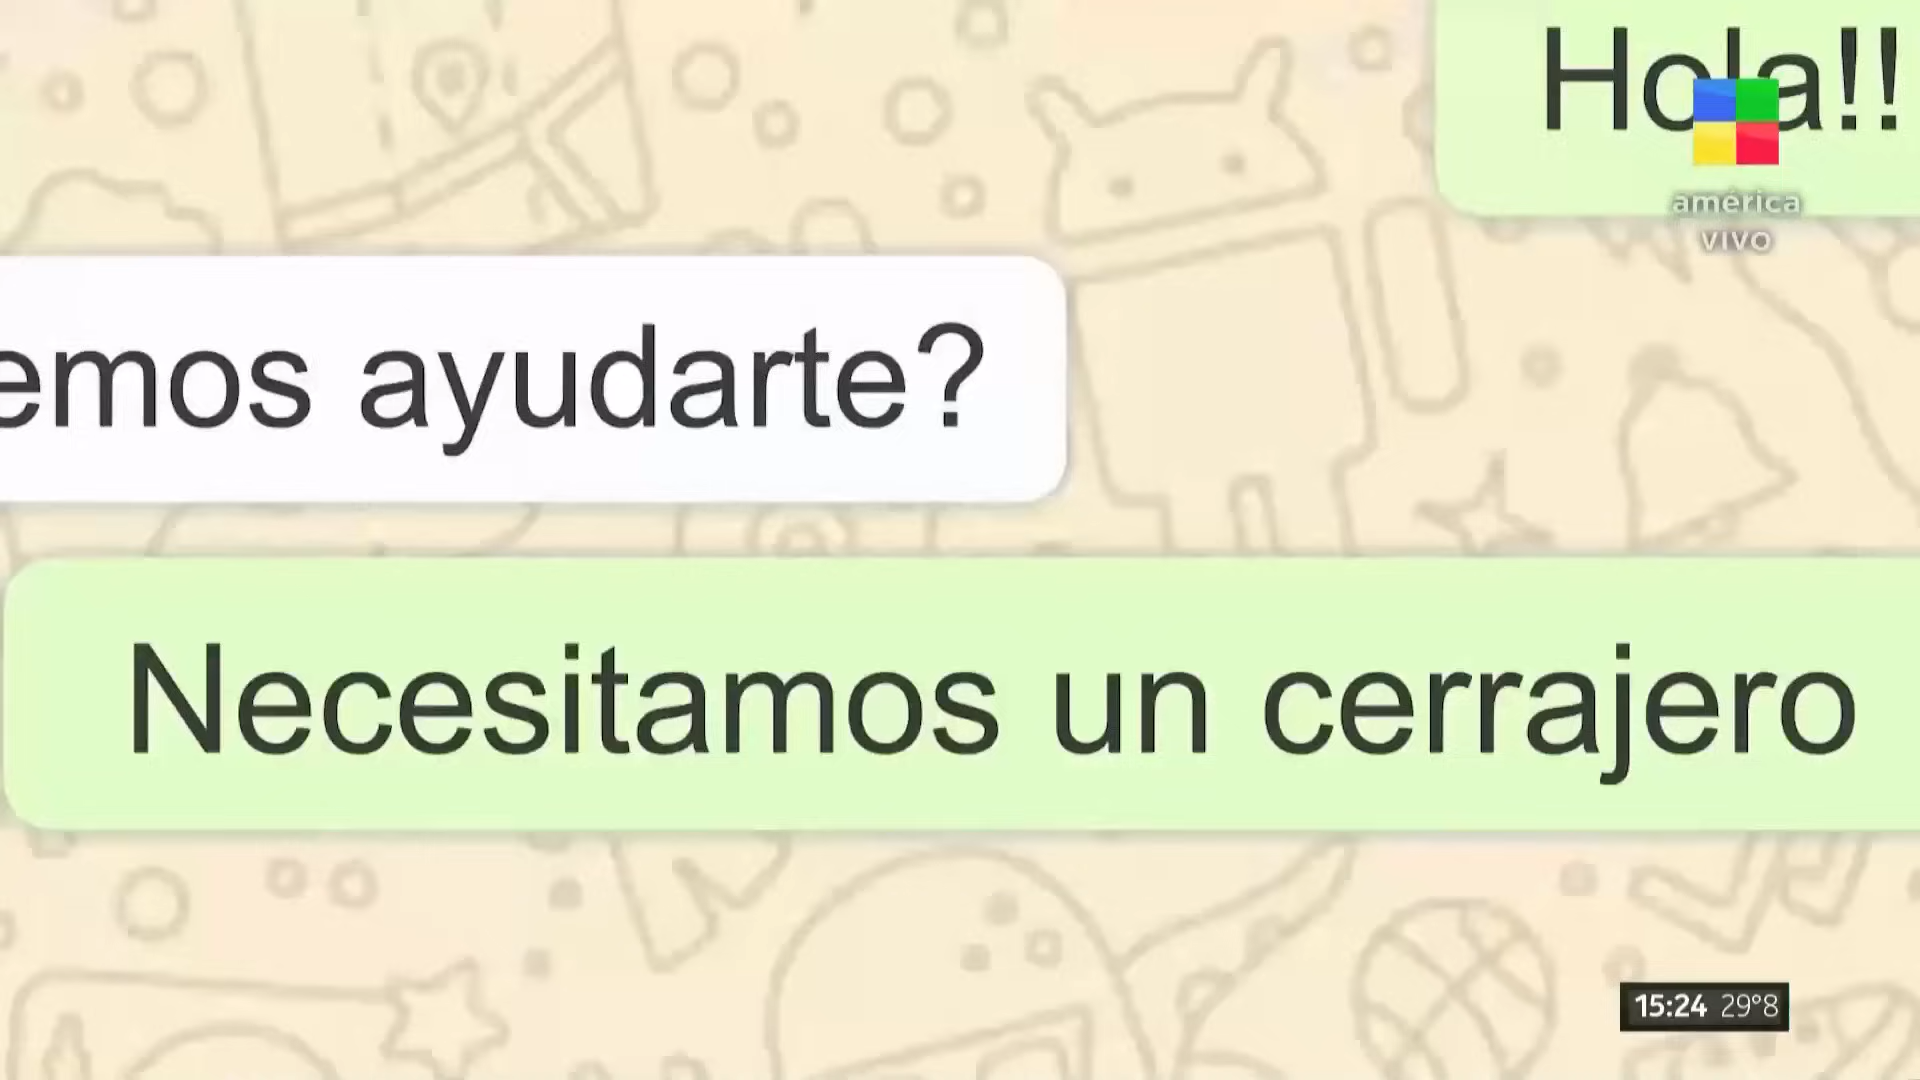 Hola!!
américa
VIVO
emos ayudarte?
Necesitamos un cerrajero
15:24 29°8